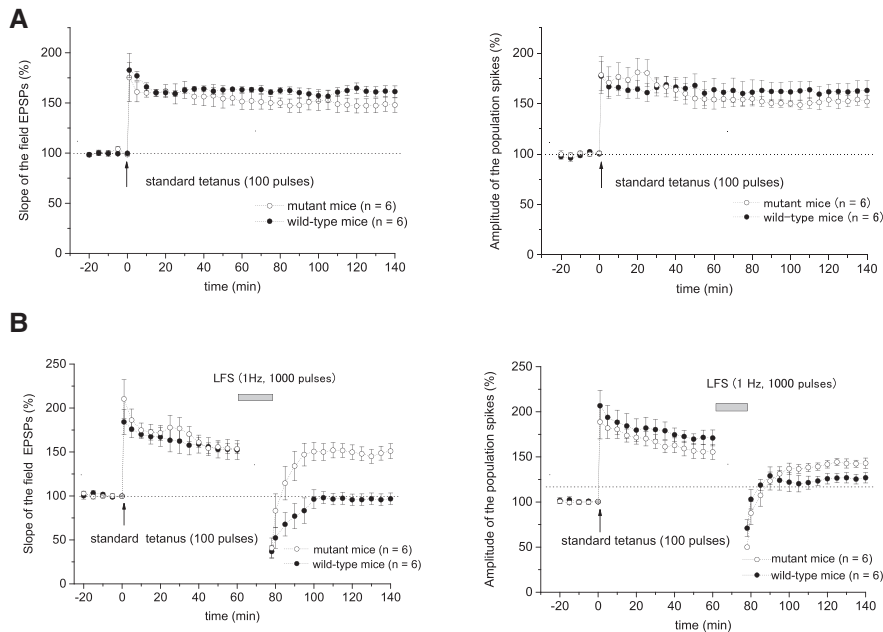 A
Slope of the field EPSPs (%)
200
150
100
50
0
standard tetanus (100 pulses)
mutant mice (n = 6)
wild-type mice (n = 6)
-20 0 20 40 60 80 100 120 140
time (min)
Amplitude of the population spikes (%)
200
150
100
50
0
standard tetanus (100 pulses)
mutant mice (n = 6)
wild-type mice (n = 6)
-20 0 20 40 60 80 100 120 140
time (min)
B
Slope of the field EPSPs (%)
250
200
150
100
50
0
LFS (1Hz, 1000 pulses)
standard tetanus (100 pulses)
mutant mice (n = 6)
wild-type mice (n = 6)
-20 0 20 40 60 80 100 120 140
time (min)
Amplitude of the population spikes (%)
250
200
150
100
50
0
LFS (1 Hz, 1000 pulses)
standard tetanus (100 pulses)
mutant mice (n = 6)
wild-type mice (n = 6)
-20 0 20 40 60 80 100 120 140
time (min)